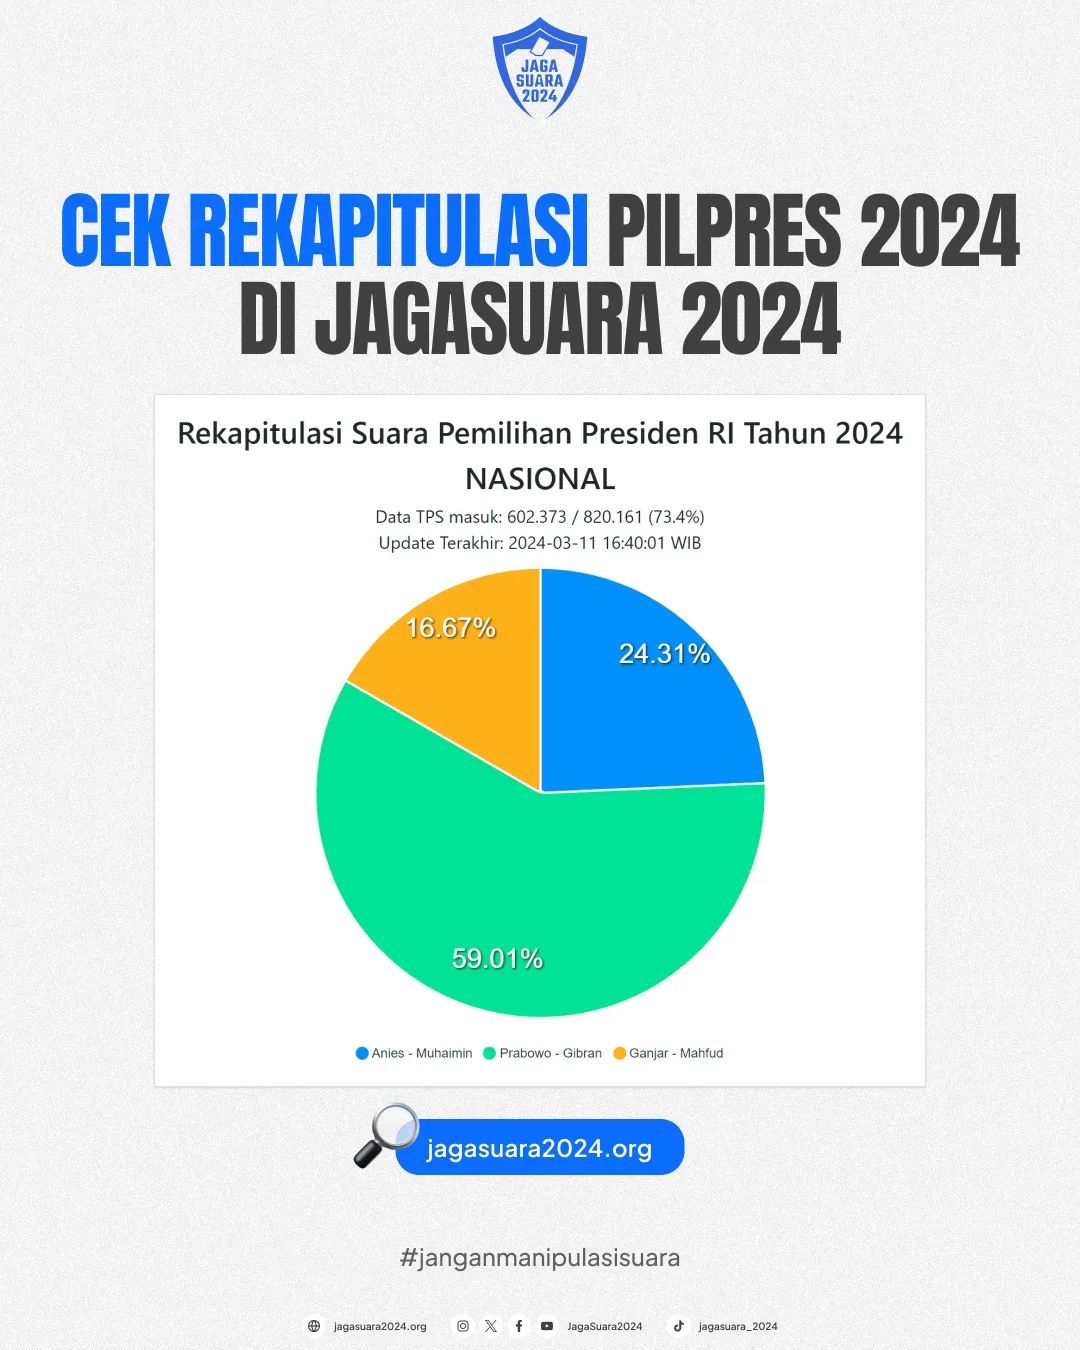 JAGA
SUARA
2024
CEK REKAPITULASI PILPRES 2024
DI JAGASUARA 2024
Rekapitulasi Suara Pemilihan Presiden RI Tahun 2024
NASIONAL
Data TPS masuk: 602.373 / 820.161 (73.4%)
Update Terakhir: 2024-03-11 16:40:01 WIB
16.67%
24.31%
59.01%
Anies - Muhaimin Prabowo - Gibran Ganjar - Mahfud
jagasuara2024.org
#janganmanipulasisuara
jagasuara2024.org JagaSuara2024 jagasuara_2024